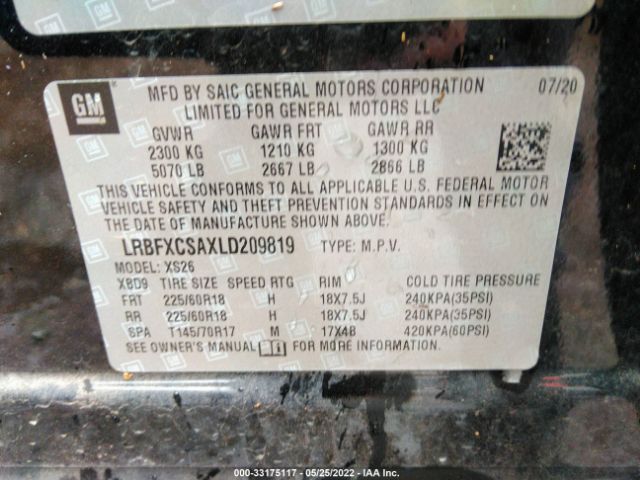 GM
MFD BY SAIC GENERAL MOTORS CORPORATION 07/20
LIMITED FOR GENERAL MOTORS LLC
GVWR GAWR FRT GAWR RR
2300 KG 1210 KG 1300 KG
5070 LB 2667 LB 2866 LB
THIS VEHICLE CONFORMS TO ALL APPLICABLE U.S. FEDERAL MOTOR
VEHICLE SAFETY AND THEFT PREVENTION STANDARDS IN EFFECT ON
THE DATE OF MANUFACTURE SHOWN ABOVE.
LRBFXCSAXLD209819 TYPE: M.P.V.
MODEL: XS26
XBD9 TIRE SIZE SPEED RTG RIM COLD TIRE PRESSURE
FRT 225/60R18 H 18X7.5J 240KPA(35PSI)
RR 225/60R18 H 18X7.5J 240KPA(35PSI)
SPA T145/70R17 M 17X4B 420KPA(60PSI)
SEE OWNER'S MANUAL FOR MORE INFORMATION.
000-33175117 - 05/25/2022 - IAA Inc.